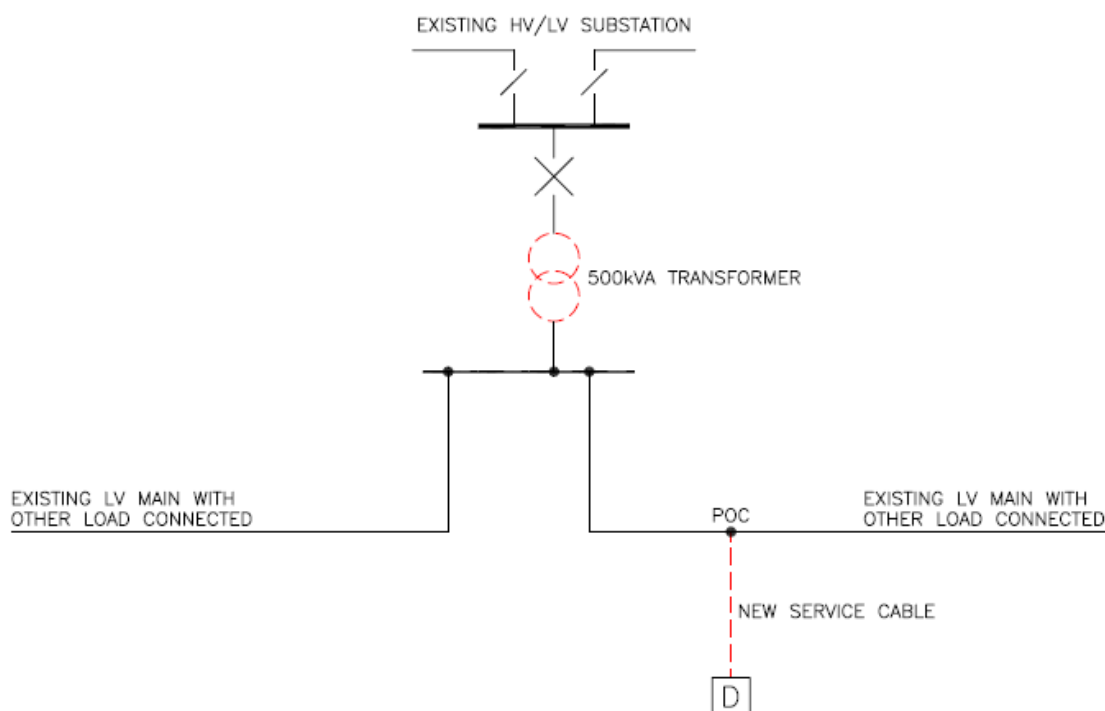 EXISTING HV/LV SUBSTATION
500kVA TRANSFORMER
EXISTING LV MAIN WITH
OTHER LOAD CONNECTED
POC
EXISTING LV MAIN WITH
OTHER LOAD CONNECTED
NEW SERVICE CABLE
D